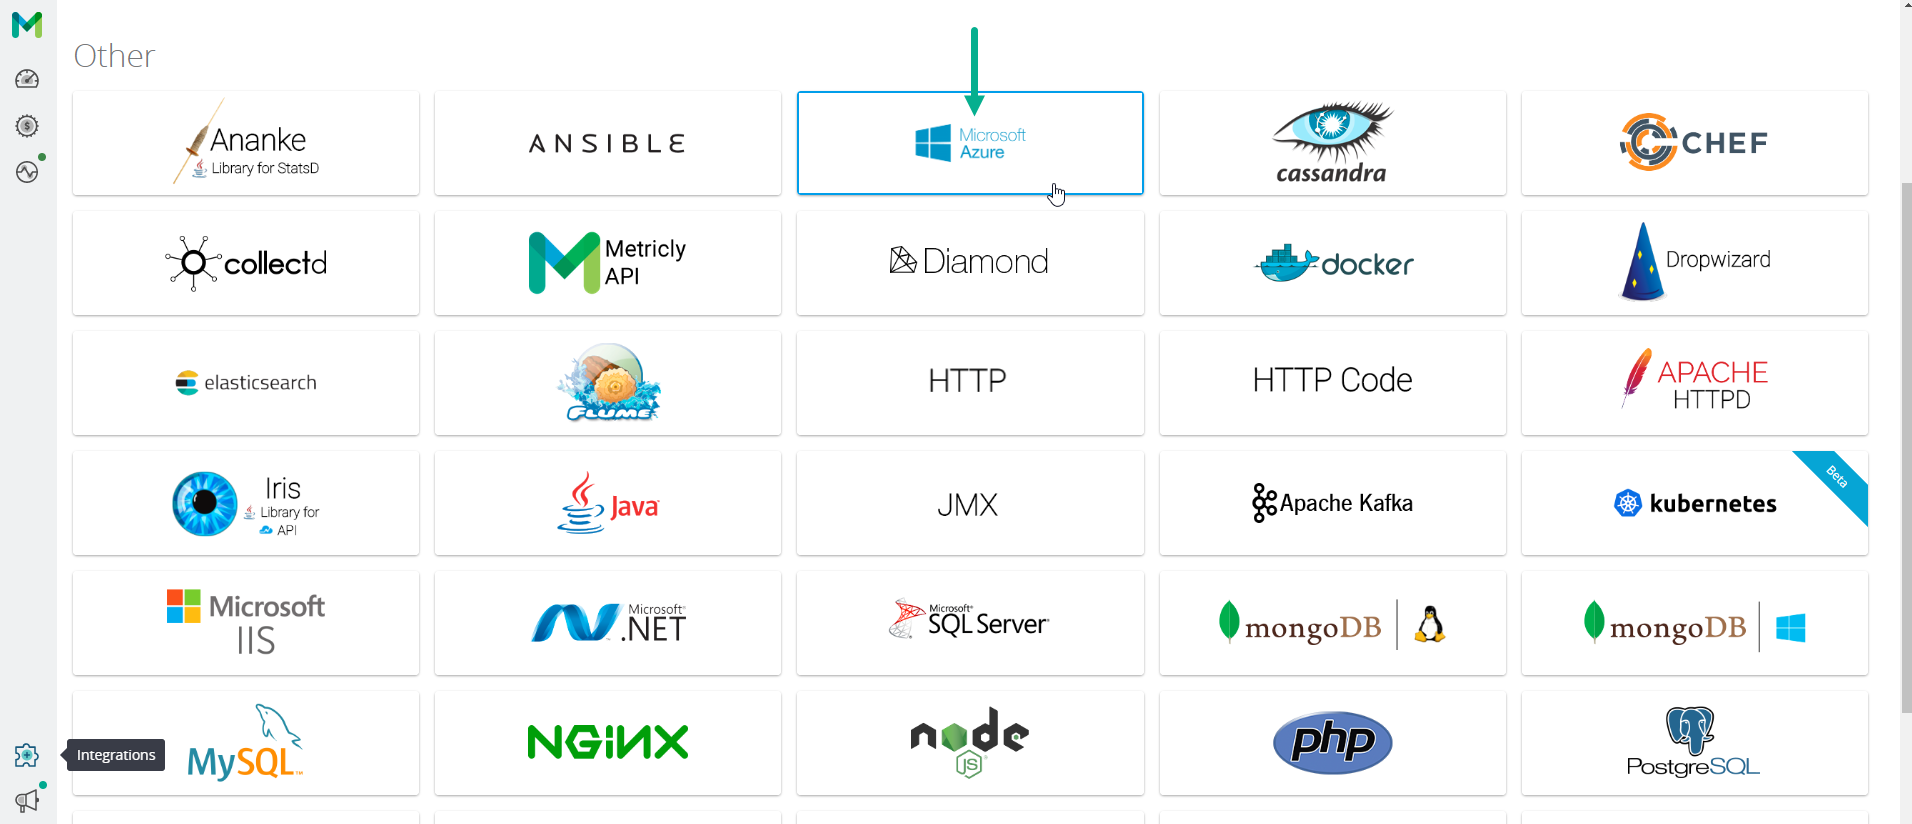 Other
Ananke
Library for StatsD
ANSIBLE
Microsoft
Azure
cassandra
CHEF
collectd
Metricly
API
Diamond
docker
Dropwizard
elasticsearch
FLUME
HTTP
HTTP Code
APACHE
HTTPD
Iris
Library for
API
Java
JMX
Apache Kafka
kubernetes
Beta
Microsoft
IIS
Microsoft®
.NET
Microsoft®
SQL Server®
mongoDB
mongoDB
Integrations
MySQL™
NGINX
node
JS
php
PostgreSQL